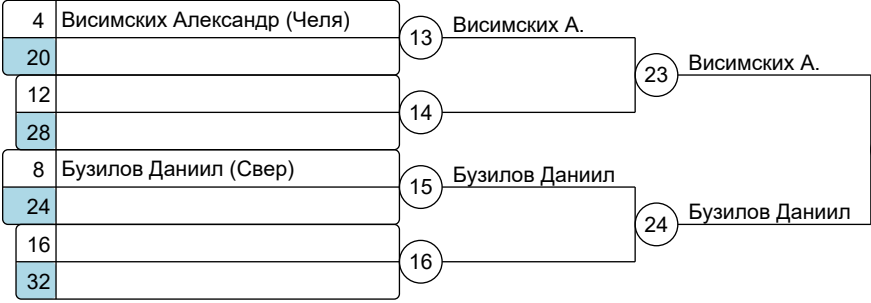 4 Висимских Александр (Челя)
20
13 Висимских А.
12
28
14
23 Висимских А.
8 Бузилов Даниил (Свер)
24
15 Бузилов Даниил
16
32
16
24 Бузилов Даниил